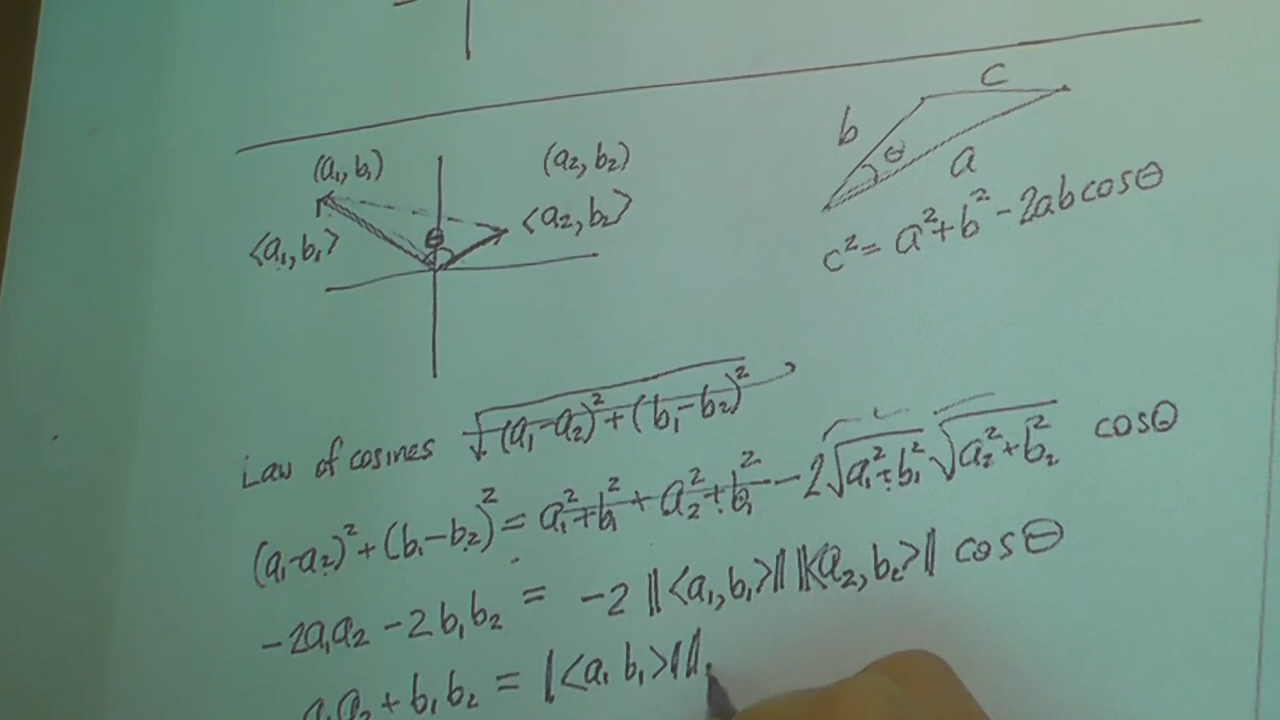 c
(a₁, b₁)
(a₂, b₂)
b
θ
a
<a₁, b₁>
θ
<a₂, b₂>
c² = a² + b² - 2ab cosθ
Law of cosines √(a₁-a₂)² + (b₁-b₂)²
(a₁-a₂)² + (b₁-b₂)² = a₁² + b₁² + a₂² + b₂² - 2√a₁² + b₁² √a₂² + b₂² cosθ
-2a₁a₂ - 2b₁b₂ = -2 ‖<a₁, b₁>‖ ‖<a₂, b₂>‖ cosθ
a₁a₂ + b₁b₂ = ‖<a₁ b₁>‖ ‖